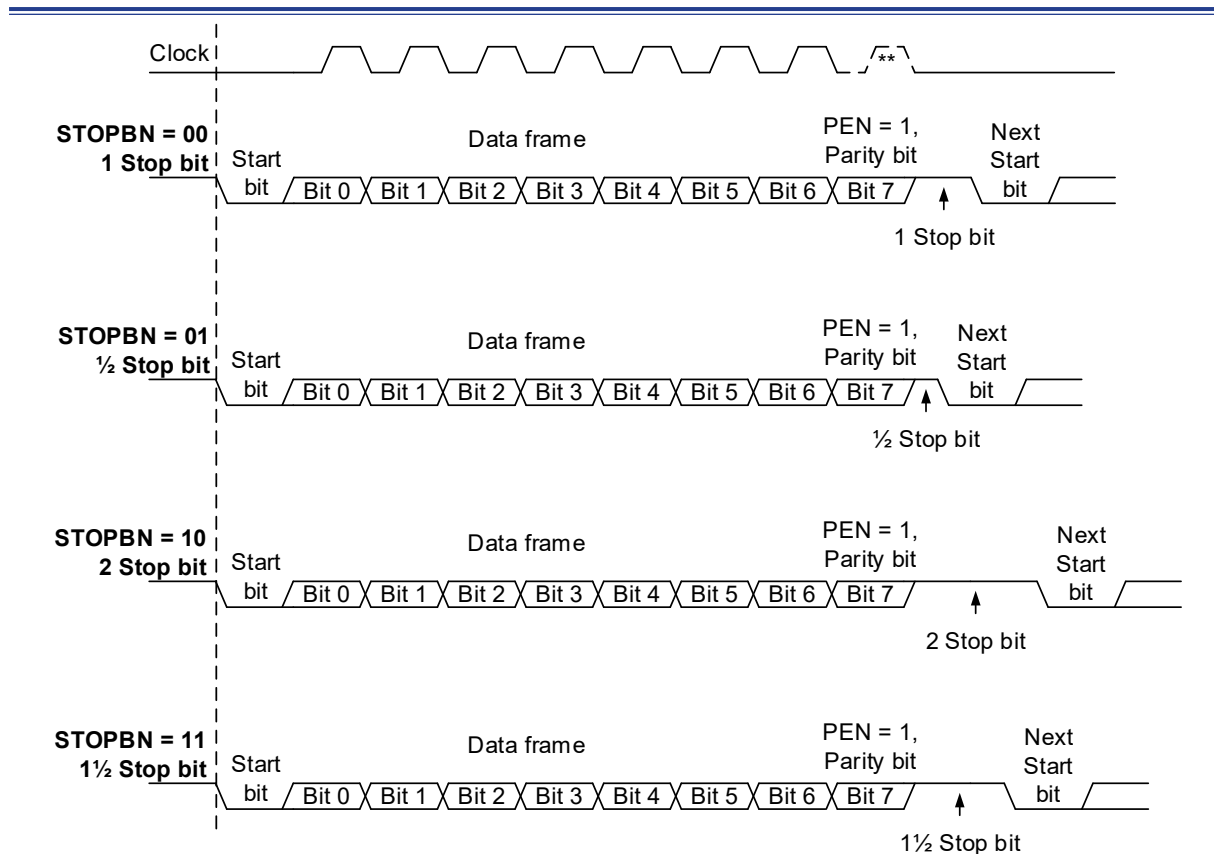 Clock
**
STOPBN = 00
1 Stop bit
Start
bit
Data frame
PEN = 1,
Parity bit
Next
Start
bit
Bit 0 Bit 1 Bit 2 Bit 3 Bit 4 Bit 5 Bit 6 Bit 7
1 Stop bit
STOPBN = 01
½ Stop bit
Start
bit
Data frame
PEN = 1,
Parity bit
Next
Start
bit
Bit 0 Bit 1 Bit 2 Bit 3 Bit 4 Bit 5 Bit 6 Bit 7
½ Stop bit
STOPBN = 10
2 Stop bit
Start
bit
Data frame
PEN = 1,
Parity bit
Next
Start
bit
Bit 0 Bit 1 Bit 2 Bit 3 Bit 4 Bit 5 Bit 6 Bit 7
2 Stop bit
STOPBN = 11
1½ Stop bit
Start
bit
Data frame
PEN = 1,
Parity bit
Next
Start
bit
Bit 0 Bit 1 Bit 2 Bit 3 Bit 4 Bit 5 Bit 6 Bit 7
1½ Stop bit